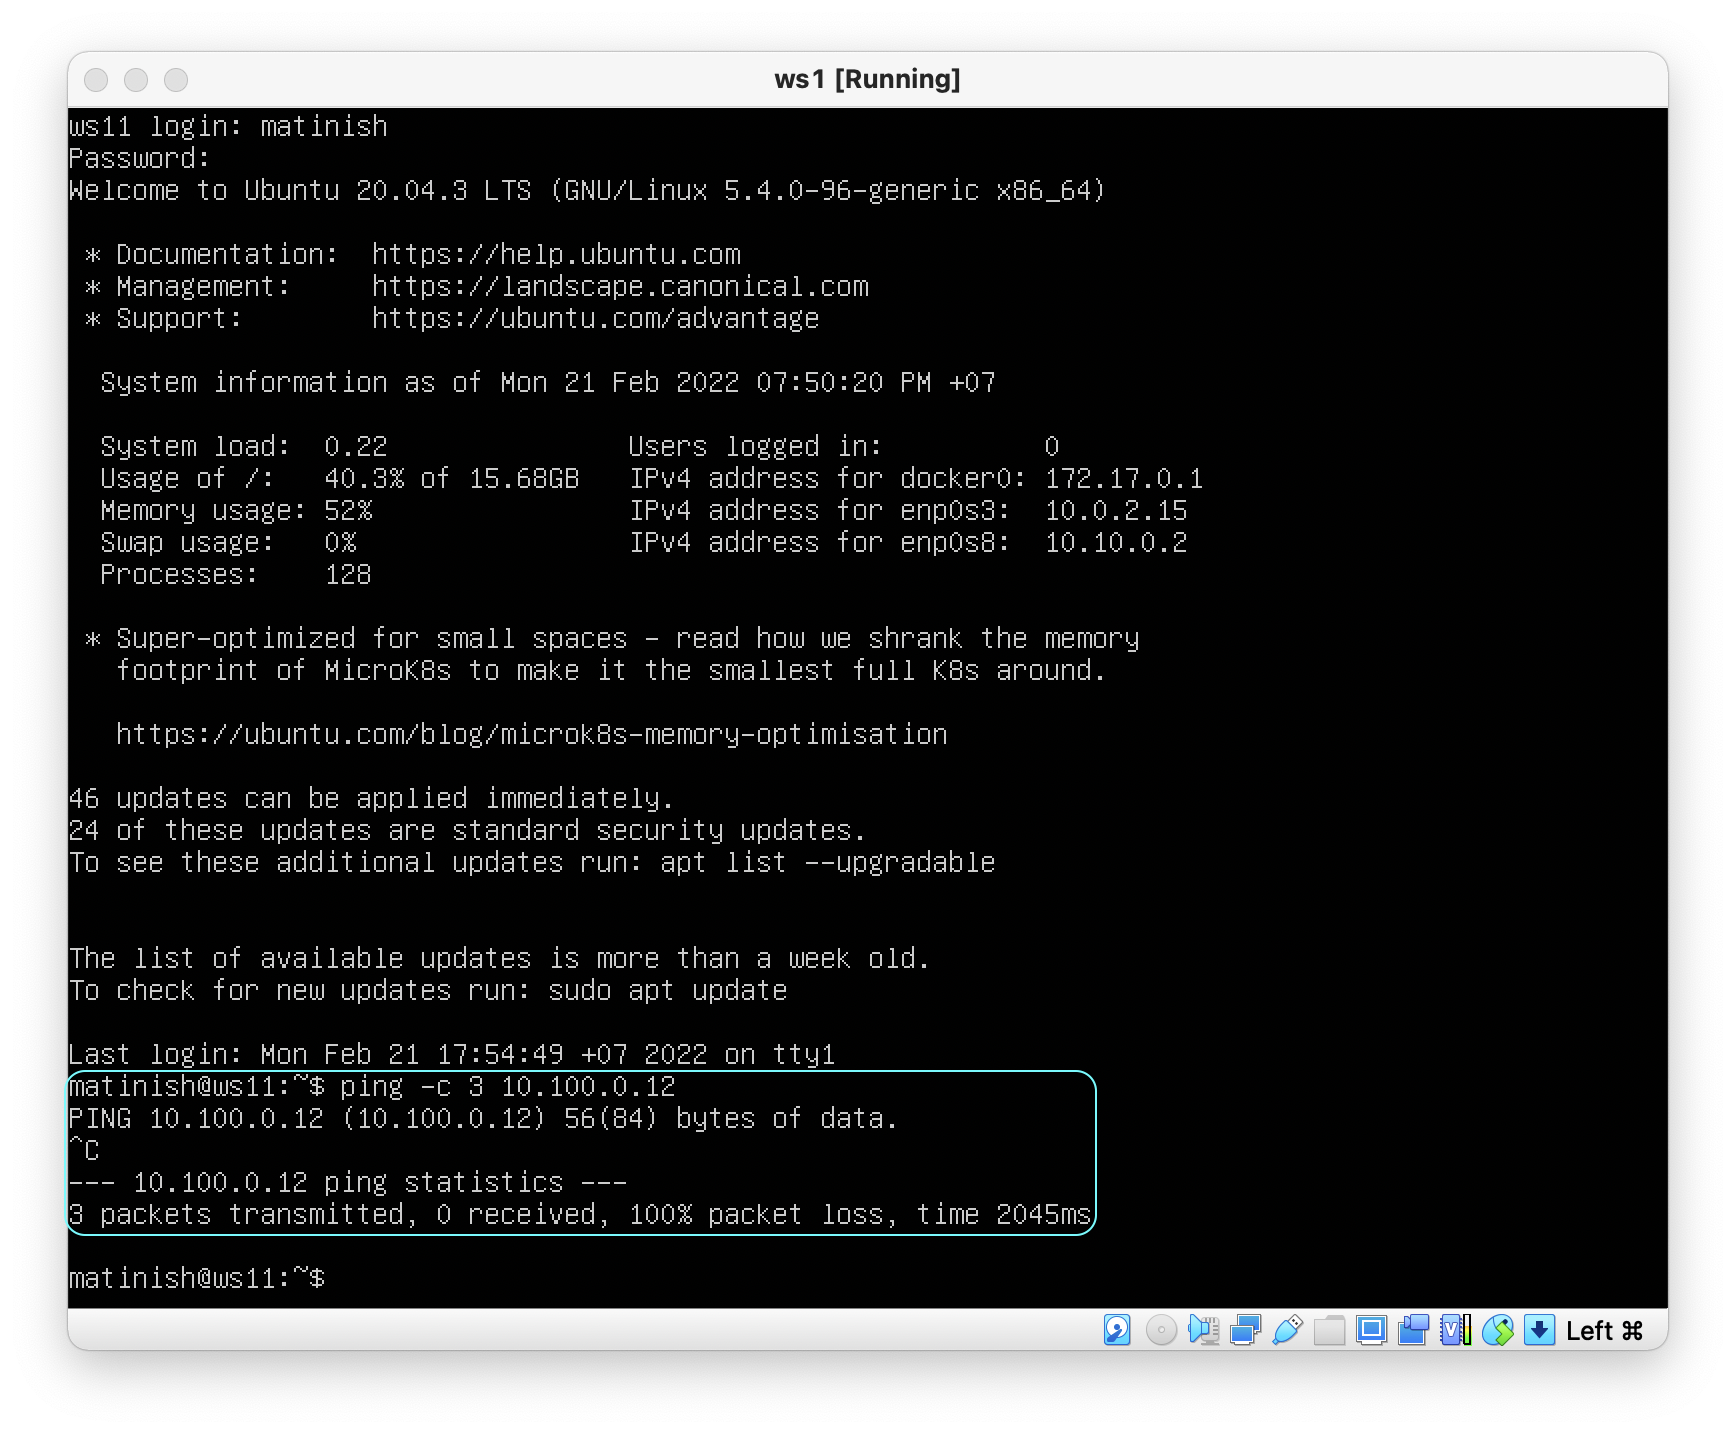 ws1 [Running]
ws11 login: matinish
Password:
Welcome to Ubuntu 20.04.3 LTS (GNU/Linux 5.4.0-96-generic x86_64)
* Documentation:  https://help.ubuntu.com
* Management:     https://landscape.canonical.com
* Support:        https://ubuntu.com/advantage
System information as of Mon 21 Feb 2022 07:50:20 PM +07
System load:  0.22               Users logged in:          0
Usage of /:   40.3% of 15.68GB   IPv4 address for docker0: 172.17.0.1
Memory usage: 52%                IPv4 address for enp0s3:  10.0.2.15
Swap usage:   0%                 IPv4 address for enp0s8:  10.10.0.2
Processes:    128
* Super-optimized for small spaces - read how we shrank the memory
footprint of MicroK8s to make it the smallest full K8s around.
https://ubuntu.com/blog/microk8s-memory-optimisation
46 updates can be applied immediately.
24 of these updates are standard security updates.
To see these additional updates run: apt list --upgradable
The list of available updates is more than a week old.
To check for new updates run: sudo apt update
Last login: Mon Feb 21 17:54:49 +07 2022 on tty1
matinish@ws11:~$ ping -c 3 10.100.0.12
PING 10.100.0.12 (10.100.0.12) 56(84) bytes of data.
^C
--- 10.100.0.12 ping statistics ---
3 packets transmitted, 0 received, 100% packet loss, time 2045ms
matinish@ws11:~$
Left ⌘